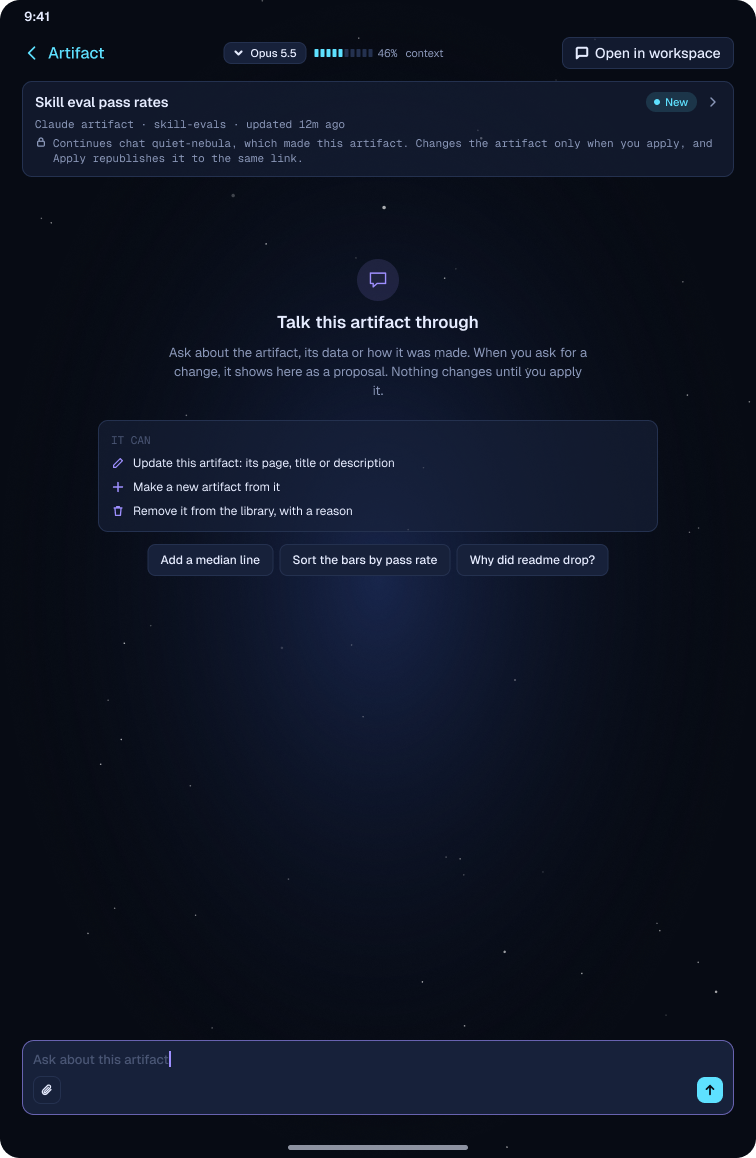 9:41
Artifact
Opus 5.5
46% context
Open in workspace
Skill eval pass rates
New
Claude artifact · skill-evals · updated 12m ago
Continues chat quiet-nebula, which made this artifact. Changes the artifact only when you apply, and
Apply republishes it to the same link.
Talk this artifact through
Ask about the artifact, its data or how it was made. When you ask for a
change, it shows here as a proposal. Nothing changes until you apply
it.
IT CAN
Update this artifact: its page, title or description
Make a new artifact from it
Remove it from the library, with a reason
Add a median line
Sort the bars by pass rate
Why did readme drop?
Ask about this artifact